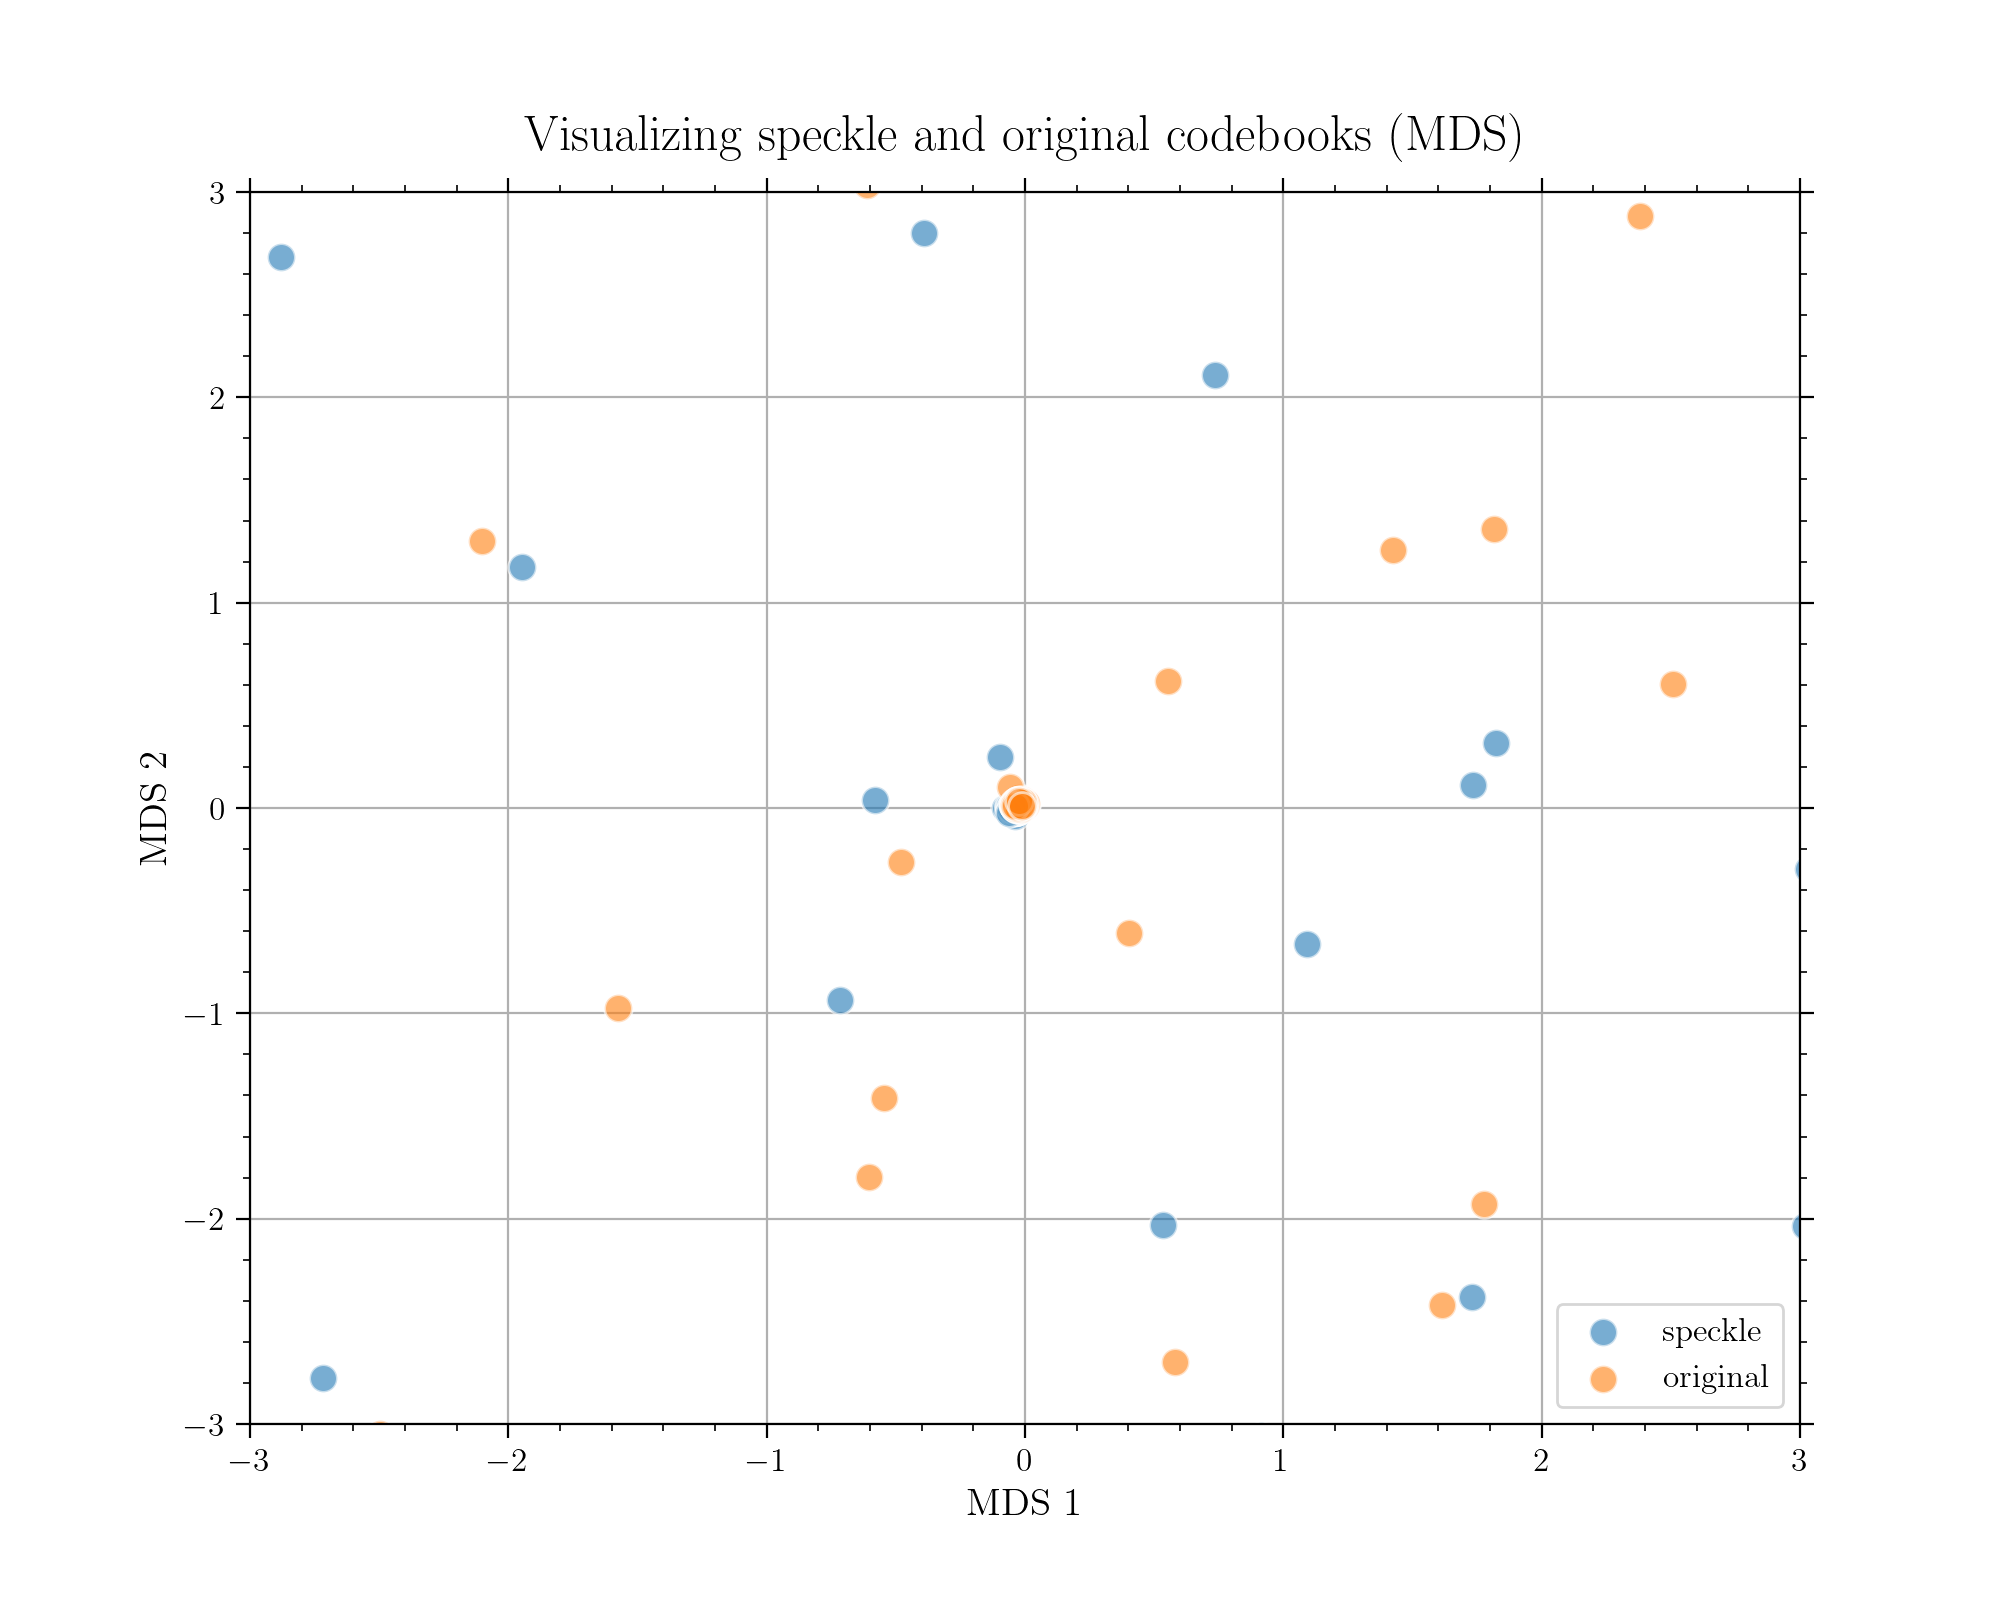 Visualizing speckle and original codebooks (MDS)
3
2
1
0
−1
−2
−3
MDS 2
−3
−2
−1
0
1
2
3
MDS 1
speckle
original